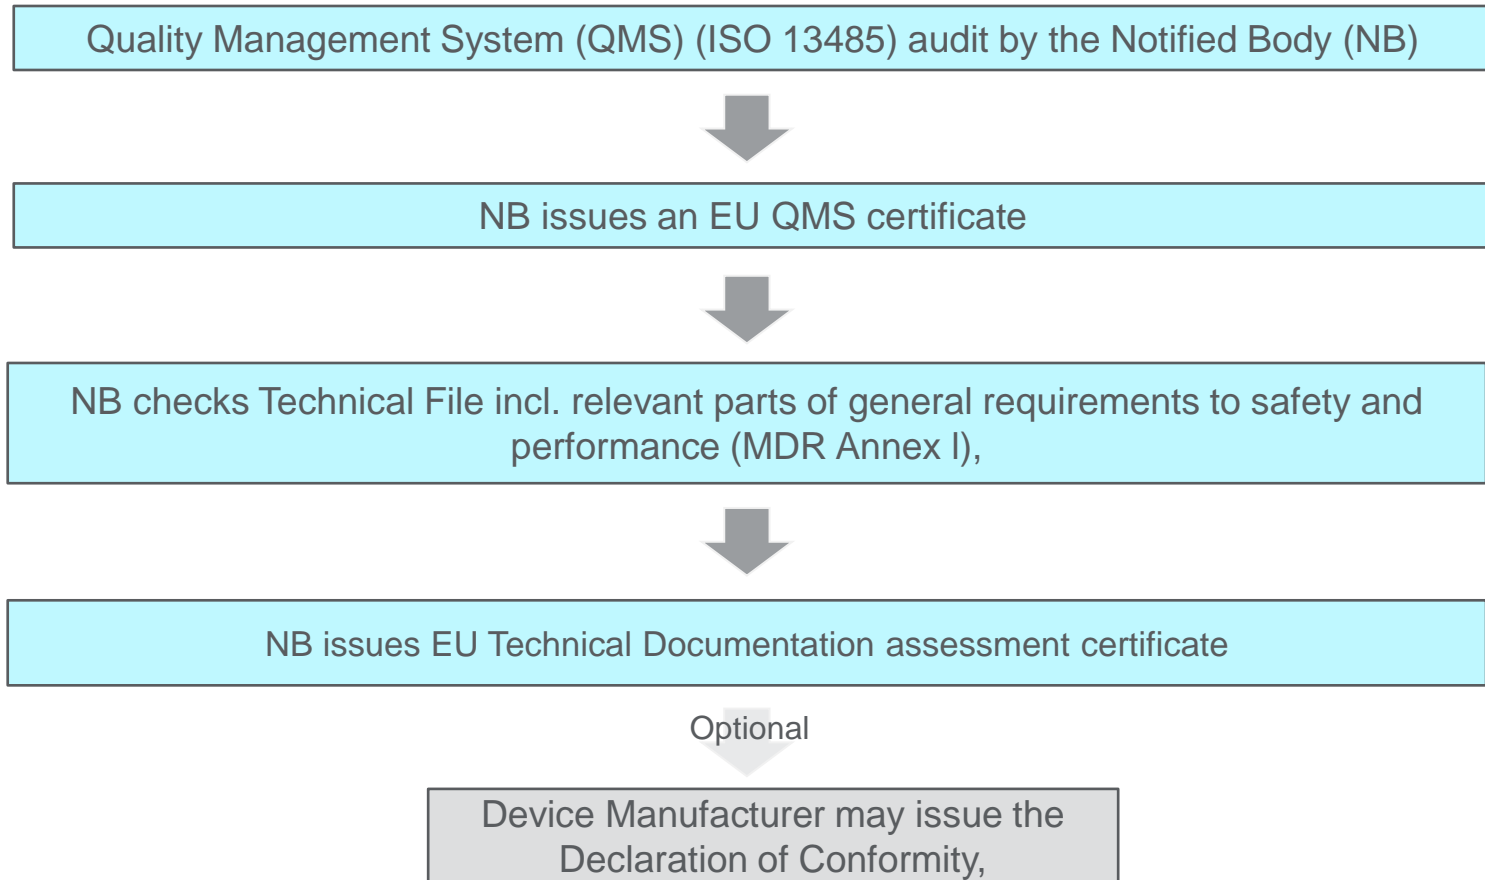 Quality Management System (QMS) (ISO 13485) audit by the Notified Body (NB)
NB issues an EU QMS certificate
NB checks Technical File incl. relevant parts of general requirements to safety and
performance (MDR Annex I),
NB issues EU Technical Documentation assessment certificate
Optional
Device Manufacturer may issue the
Declaration of Conformity,